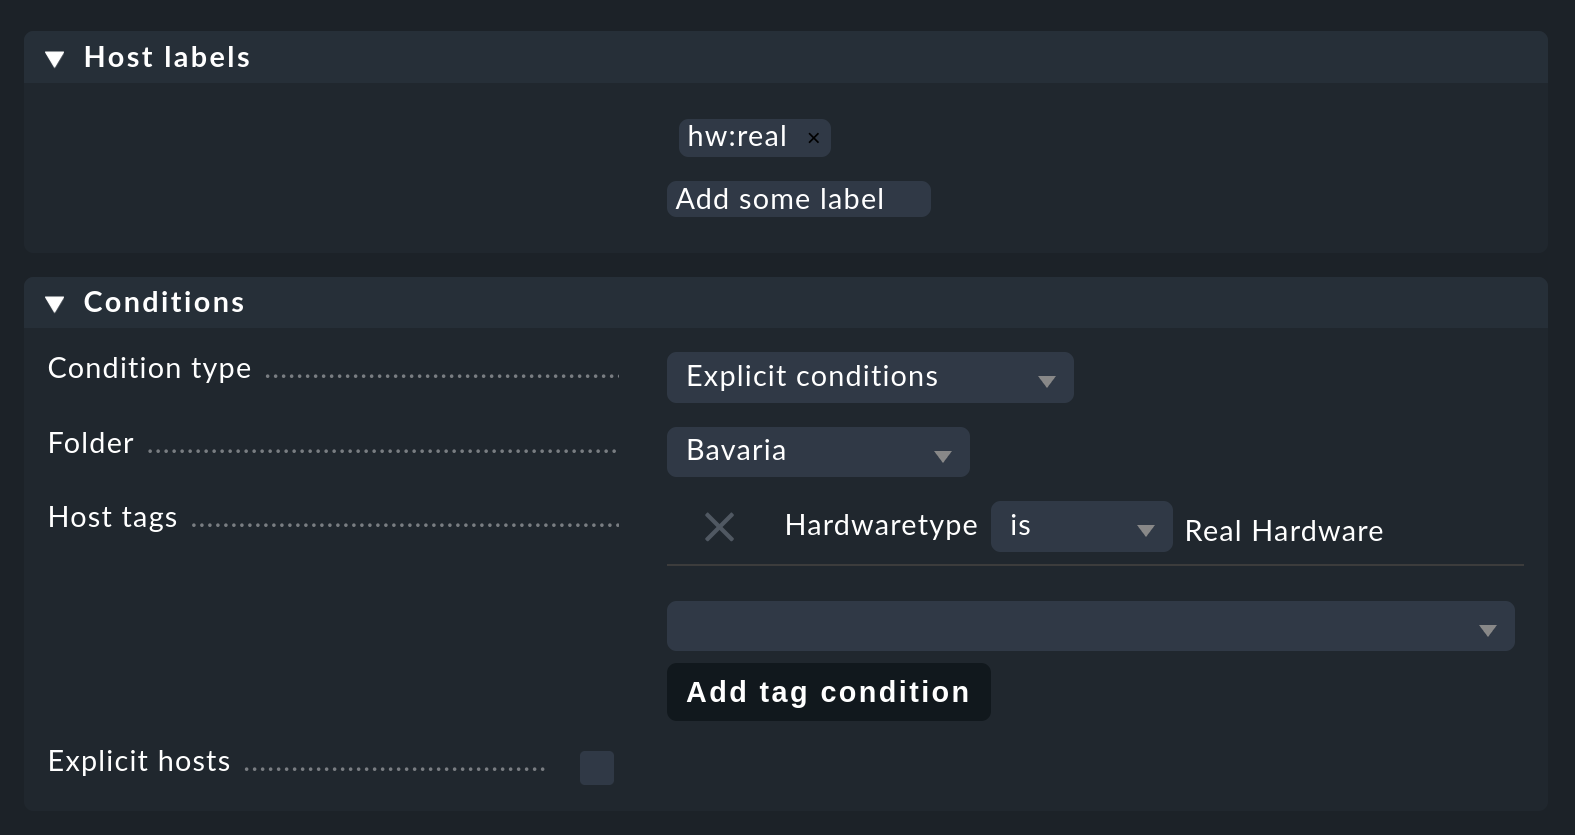 Host labels
hw:real ×
Add some label
Conditions
Condition type
Explicit conditions
Folder
Bavaria
Host tags
Hardwaretype is Real Hardware
Add tag condition
Explicit hosts